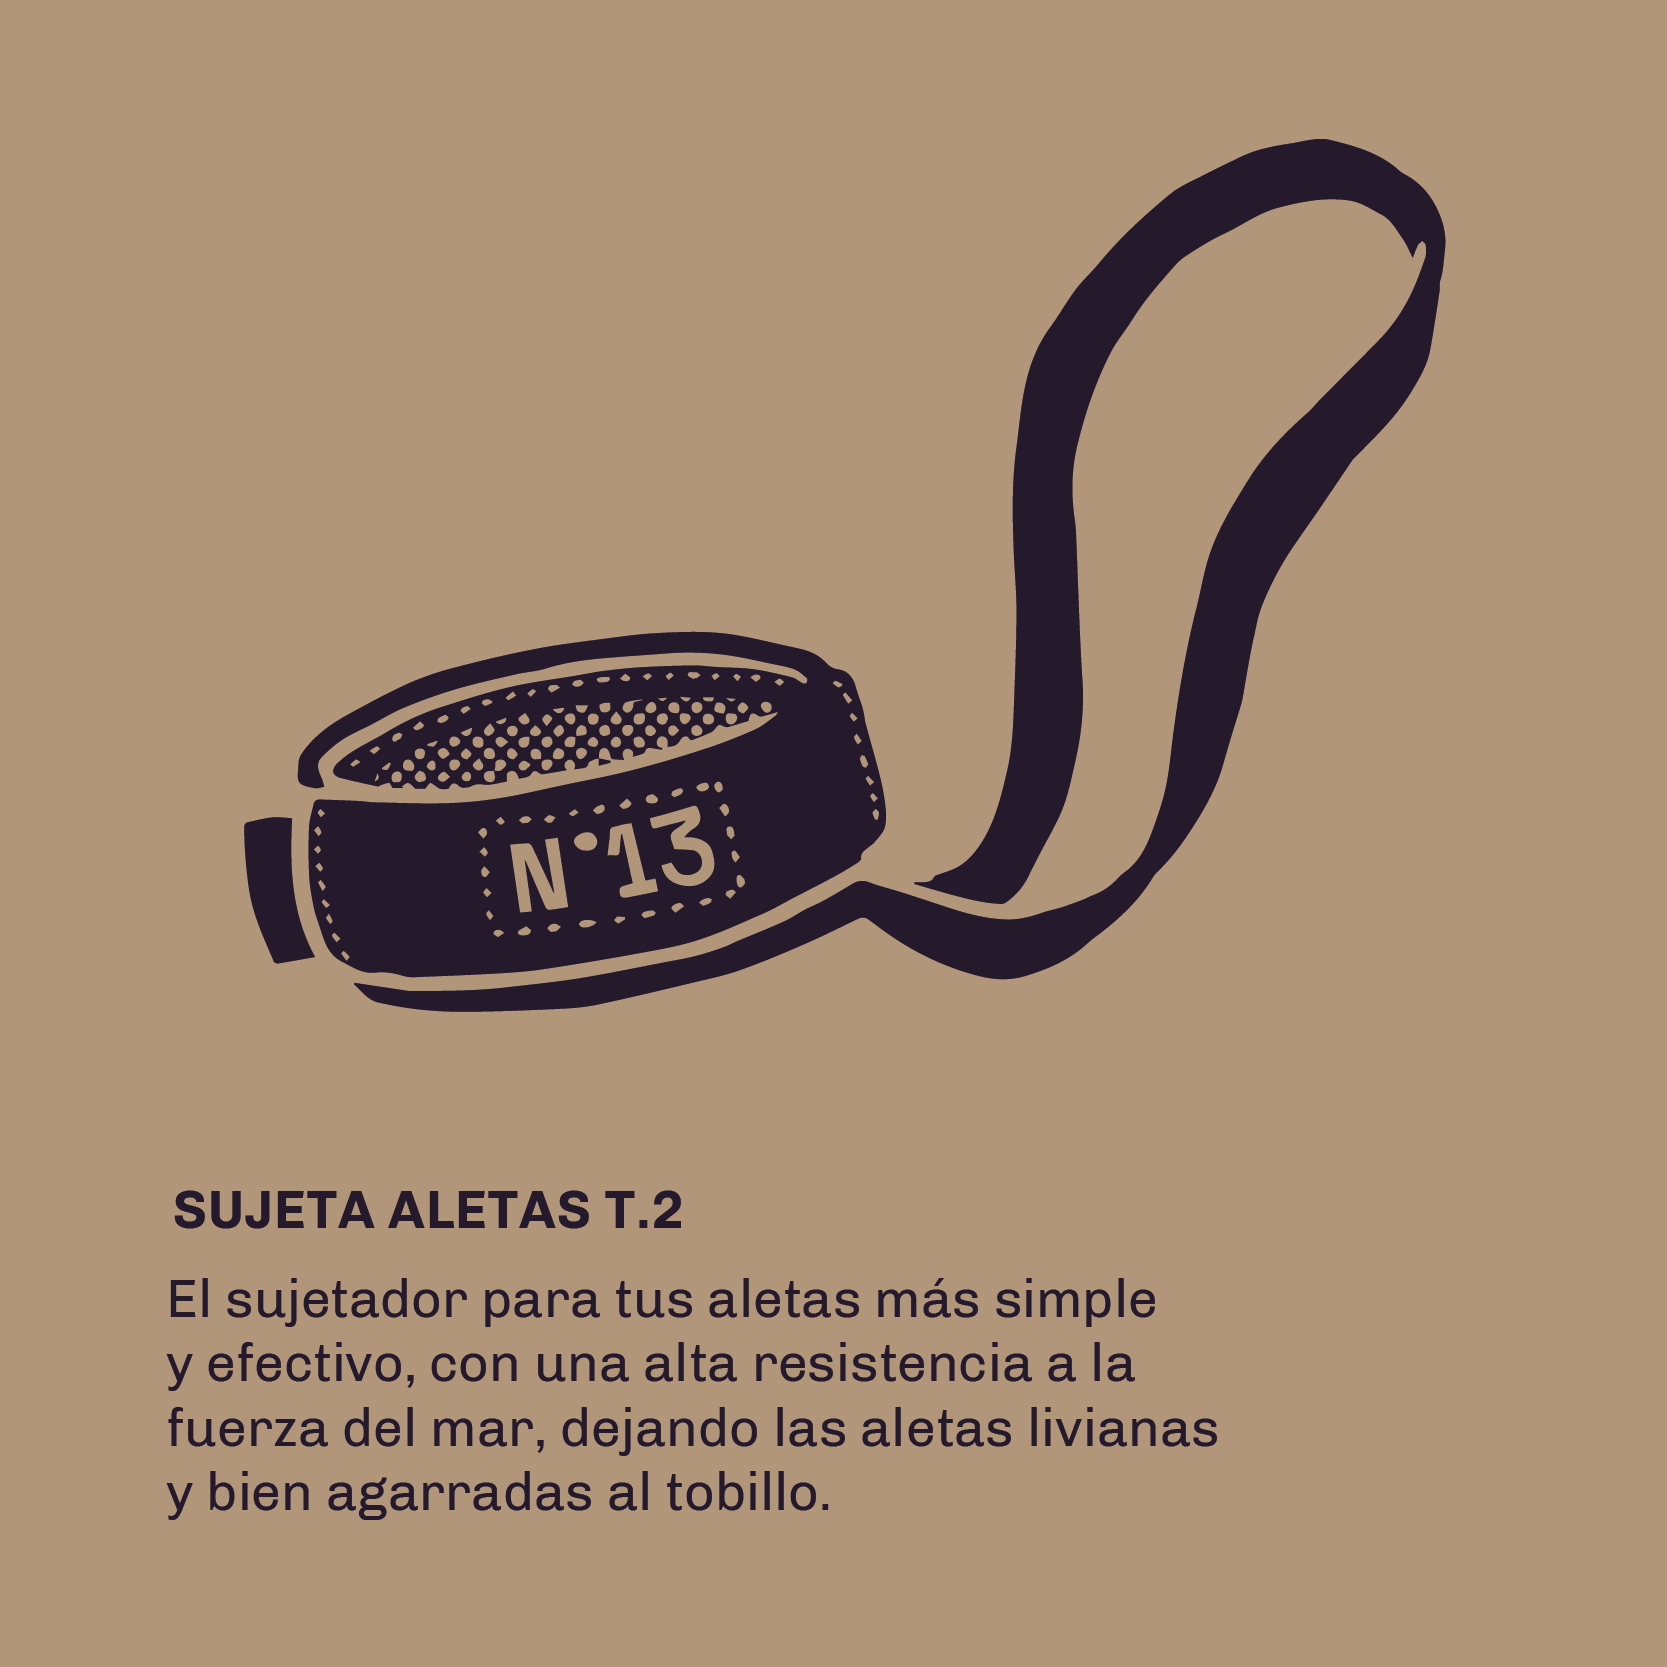 N°13
SUJETA ALETAS T.2
El sujetador para tus aletas más simple
y efectivo, con una alta resistencia a la
fuerza del mar, dejando las aletas livianas
y bien agarradas al tobillo.